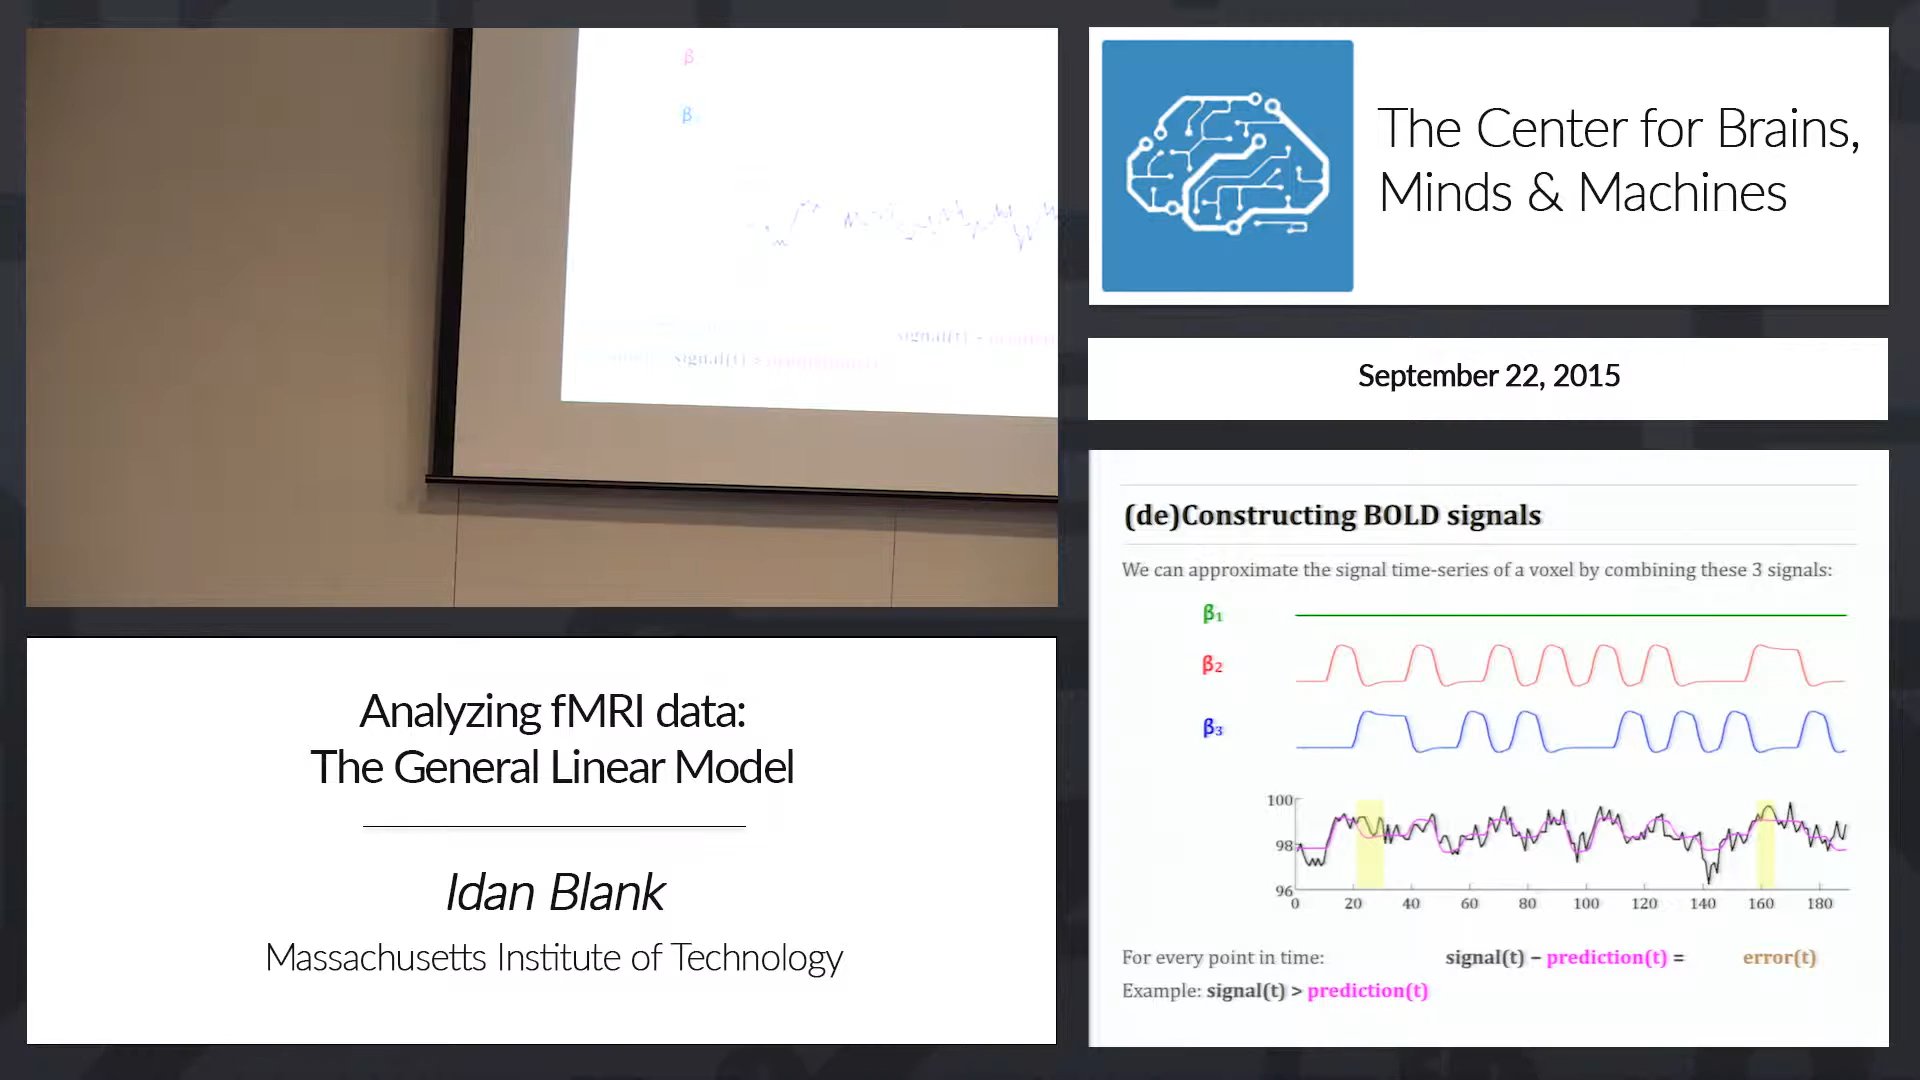 β
β
signal(t) -
signal(t) >
The Center for Brains,
Minds & Machines
September 22, 2015
Analyzing fMRI data:
The General Linear Model
Idan Blank
Massachusetts Institute of Technology
(de)Constructing BOLD signals
We can approximate the signal time-series of a voxel by combining these 3 signals:
β₁
β₂
β₃
100
98
96
0 20 40 60 80 100 120 140 160 180
For every point in time: signal(t) – prediction(t) = error(t)
Example: signal(t) > prediction(t)